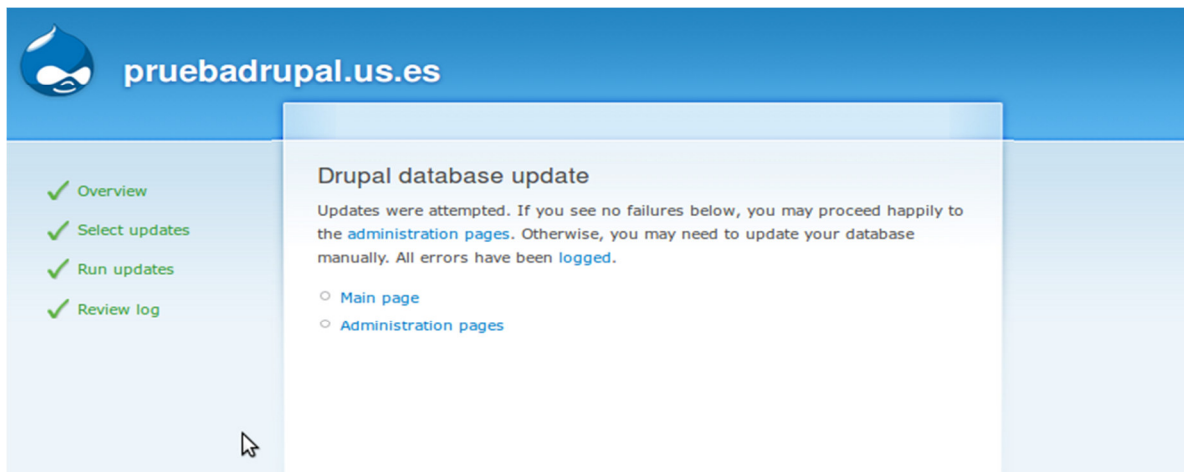 pruebadrupal.us.es
Overview
Select updates
Run updates
Review log
Drupal database update
Updates were attempted. If you see no failures below, you may proceed happily to
the administration pages. Otherwise, you may need to update your database
manually. All errors have been logged.
Main page
Administration pages